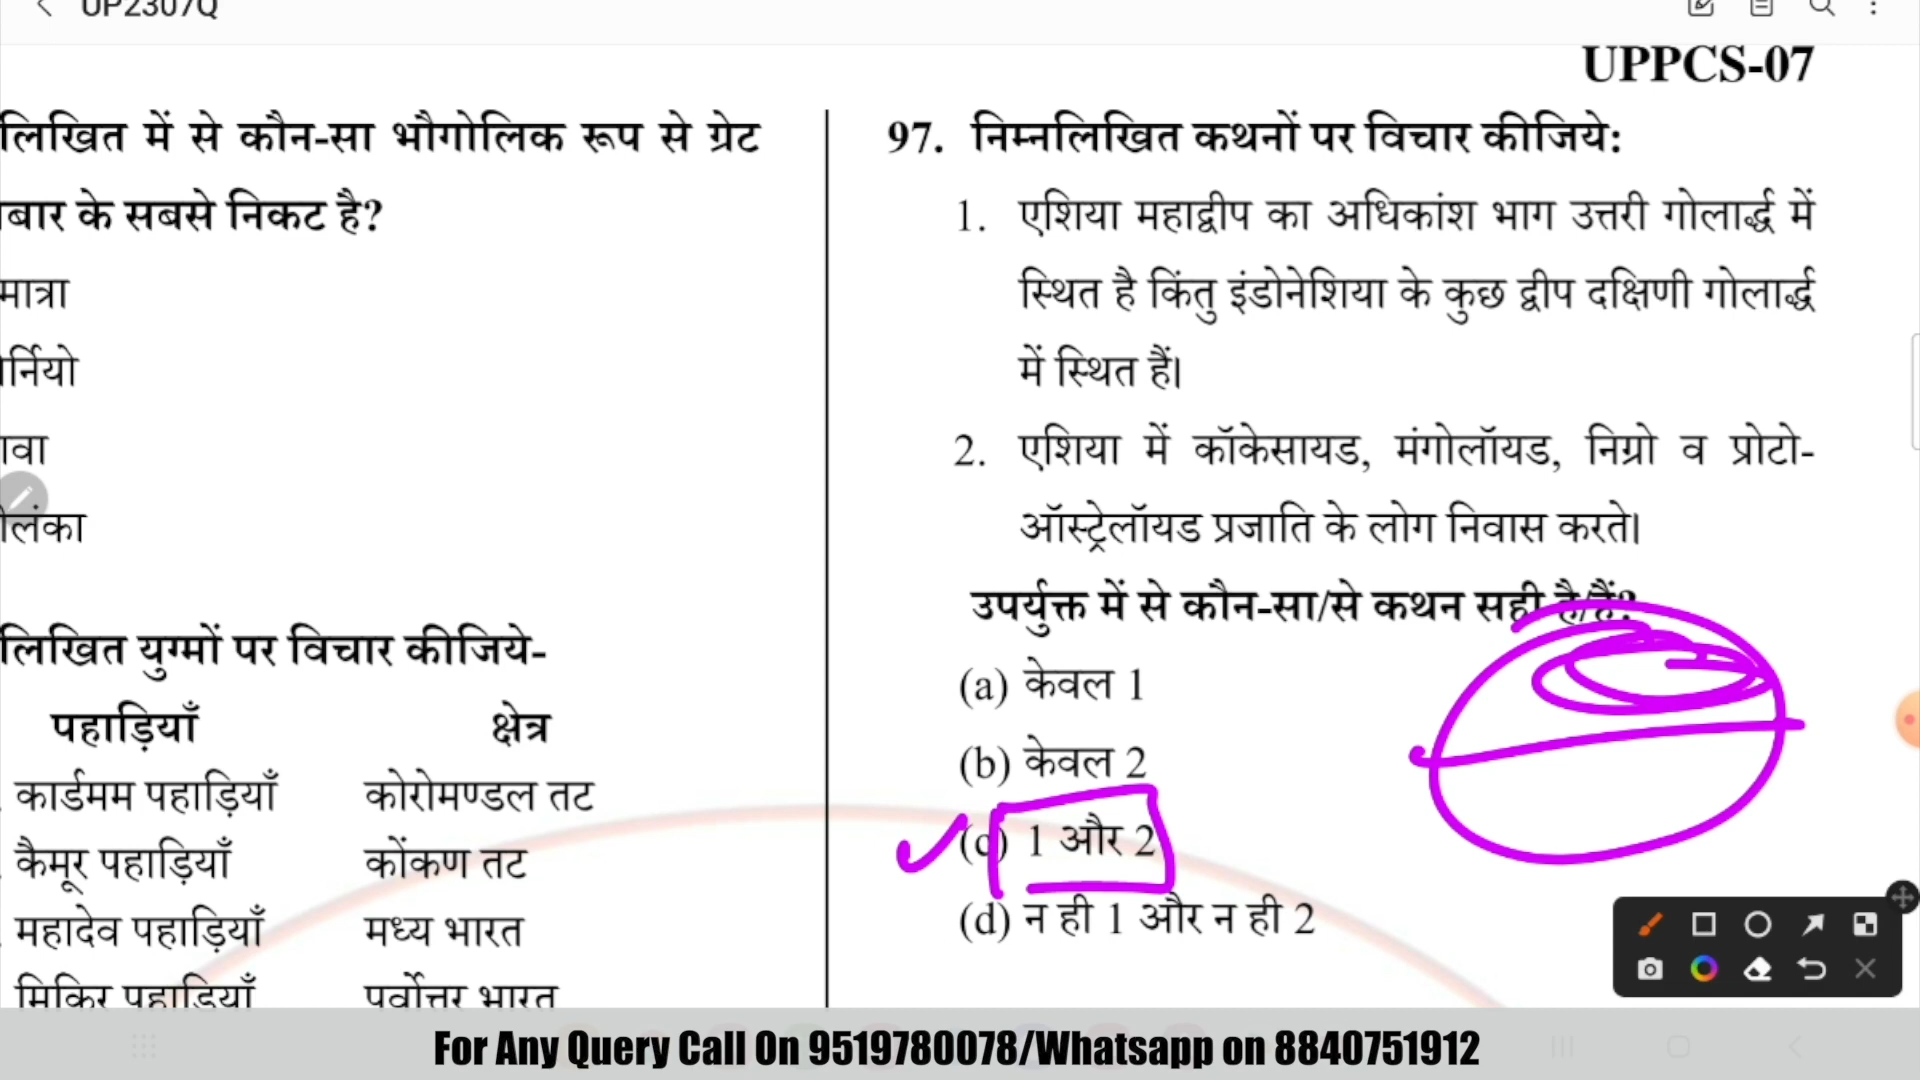 UP2307Q
UPPCS-07
लिखित में से कौन-सा भौगोलिक रूप से ग्रेट
बार के सबसे निकट है?
मात्रा
र्नियो
वा
लंका
लिखित युग्मों पर विचार कीजिये-
पहाड़ियाँ क्षेत्र
कार्डमम पहाड़ियाँ कोरोमण्डल तट
कैमूर पहाड़ियाँ कोंकण तट
महादेव पहाड़ियाँ मध्य भारत
मिकिर पहाड़ियाँ पूर्वोत्तर भारत
97. निम्नलिखित कथनों पर विचार कीजिये:
1. एशिया महाद्वीप का अधिकांश भाग उत्तरी गोलार्द्ध में
स्थित है किंतु इंडोनेशिया के कुछ द्वीप दक्षिणी गोलार्द्ध
में स्थित हैं।
2. एशिया में कॉकेसायड, मंगोलॉयड, निग्रो व प्रोटो-
ऑस्ट्रेलॉयड प्रजाति के लोग निवास करते।
उपर्युक्त में से कौन-सा/से कथन सही है/हैं?
(a) केवल 1
(b) केवल 2
(c) 1 और 2
(d) न ही 1 और न ही 2
For Any Query Call On 9519780078/Whatsapp on 8840751912